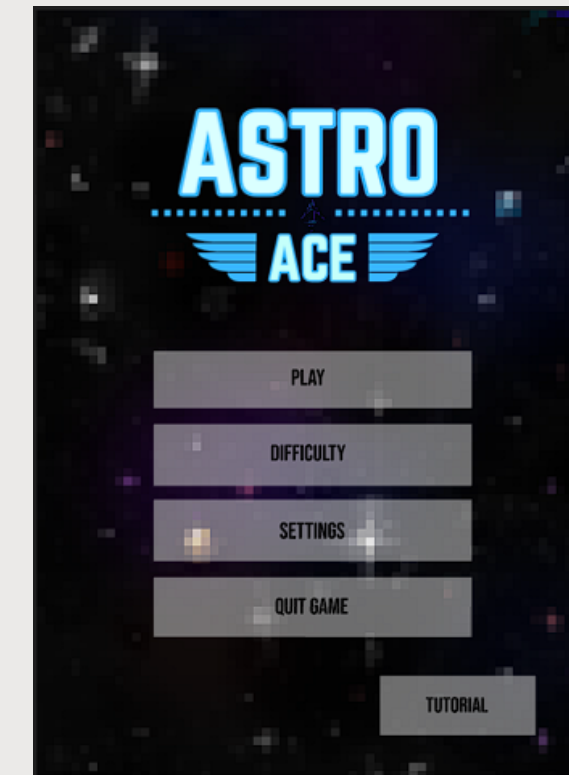 ASTRO
ACE
PLAY
DIFFICULTY
SETTINGS
QUIT GAME
TUTORIAL